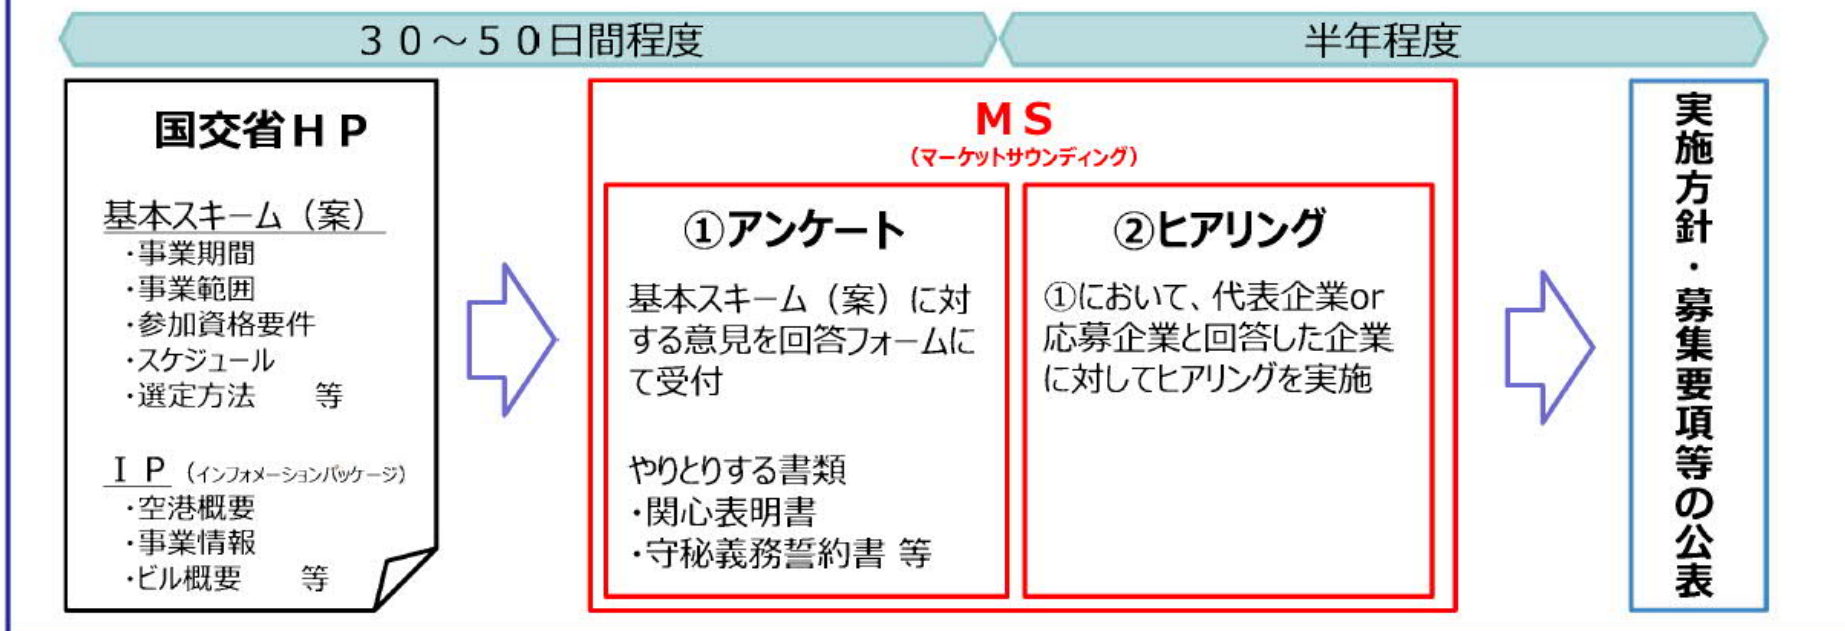 ３０～５０日間程度
半年程度
国交省ＨＰ
基本スキーム（案）
・事業期間
・事業範囲
・参加資格要件
・スケジュール
・選定方法　　等
ＩＰ（インフォメーションパッケージ）
・空港概要
・事業情報
・ビル概要　　等
ＭＳ
（マーケットサウンディング）
①アンケート
基本スキーム（案）に対
する意見を回答フォームに
て受付
やりとりする書類
・関心表明書
・守秘義務誓約書 等
②ヒアリング
①において、代表企業or
応募企業と回答した企業
に対してヒアリングを実施
実施方針・募集要項等の公表